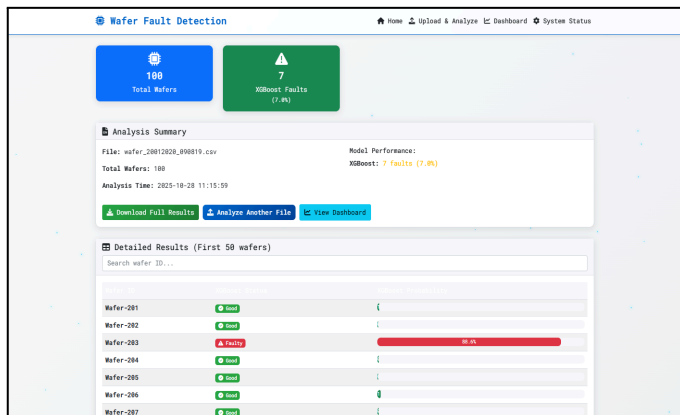 Wafer Fault Detection
Home Upload & Analyze Dashboard System Status
100
Total Wafers
7
XGBoost Faults
(7.0%)
Analysis Summary
File: wafer_20012020_090819.csv
Total Wafers: 100
Analysis Time: 2025-10-28 11:15:59
Model Performance:
XGBoost: 7 faults (7.0%)
Download Full Results Analyze Another File View Dashboard
Detailed Results (First 50 wafers)
Search wafer ID...
Wafer-201 Good
Wafer-202 Good
Wafer-203 Faulty
Wafer-204 Good
Wafer-205 Good
Wafer-206 Good
Wafer-207 Good